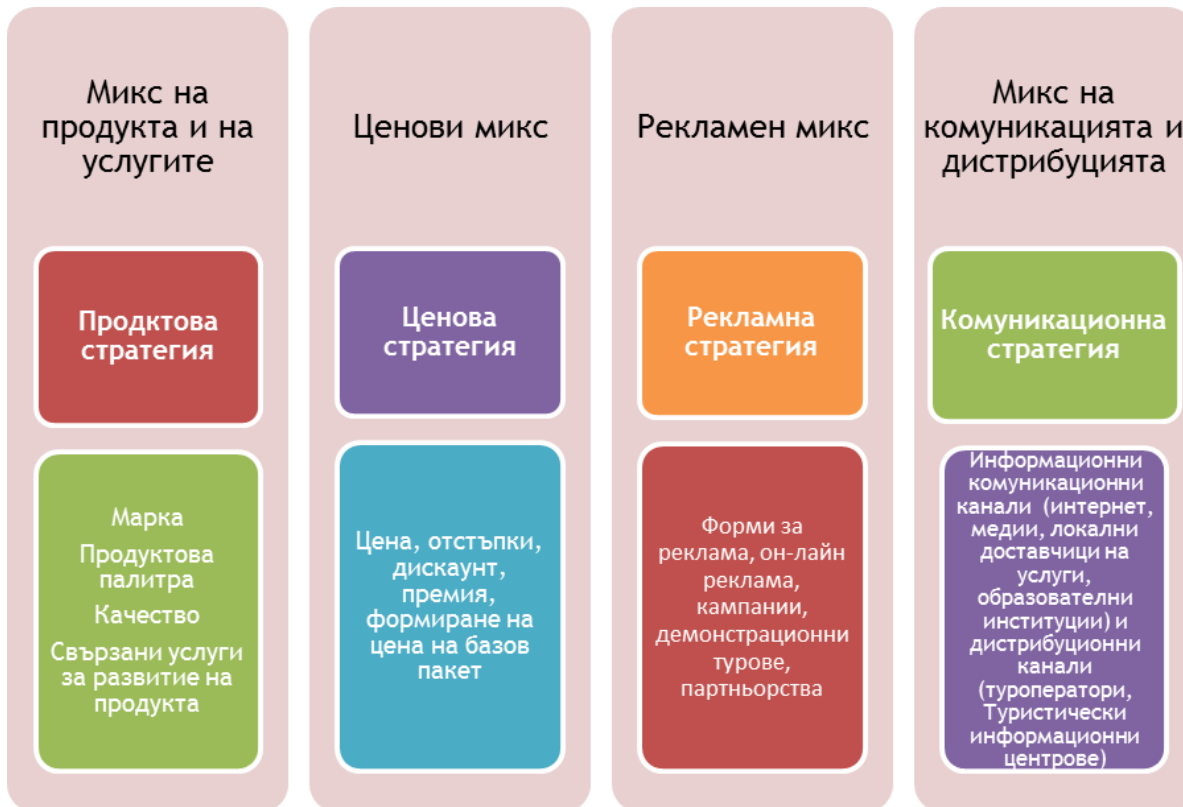 Микс на
продукта и на
услугите
Продктова
стратегия
Марка
Продуктова
палитра
Качество
Свързани услуги
за развитие на
продукта
Ценови микс
Ценова
стратегия
Цена, отстъпки,
дискаунт,
премия,
формиране на
цена на базов
пакет
Рекламен микс
Рекламна
стратегия
Форми за
реклама, он-лайн
реклама,
кампании,
демонстрационни
турове,
партньорства
Микс на
комуникацията и
дистрибуцията
Комуникационна
стратегия
Информационни
комуникационни
канали (интернет,
медии, локални
доставчици на
услуги,
образователни
институции) и
дистрибуционни
канали
(туроператори,
Туристически
информационни
центрове)